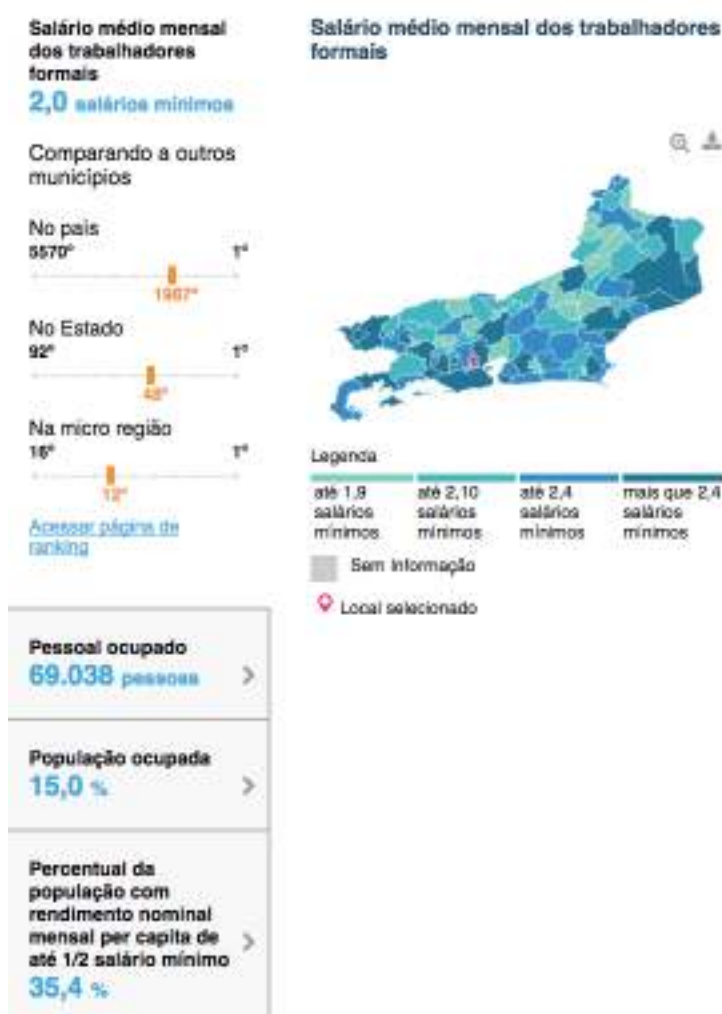 Salário médio mensal
dos trabalhadores
formais
2,0 salários mínimos
Comparando a outros
municípios
No país
5570º
1º
1967º
No Estado
92º
1º
48º
Na micro região
16º
1º
12º
Acessar página de
ranking
Pessoal ocupado
69.038 pessoas
População ocupada
15,0 %
Percentual da
população com
rendimento nominal
mensal per capita de
até 1/2 salário mínimo
35,4 %
Salário médio mensal dos trabalhadores
formais
Legenda
até 1,9
salários
mínimos
até 2,10
salários
mínimos
até 2,4
salários
mínimos
mais que 2,4
salários
mínimos
Sem Informação
Local selecionado